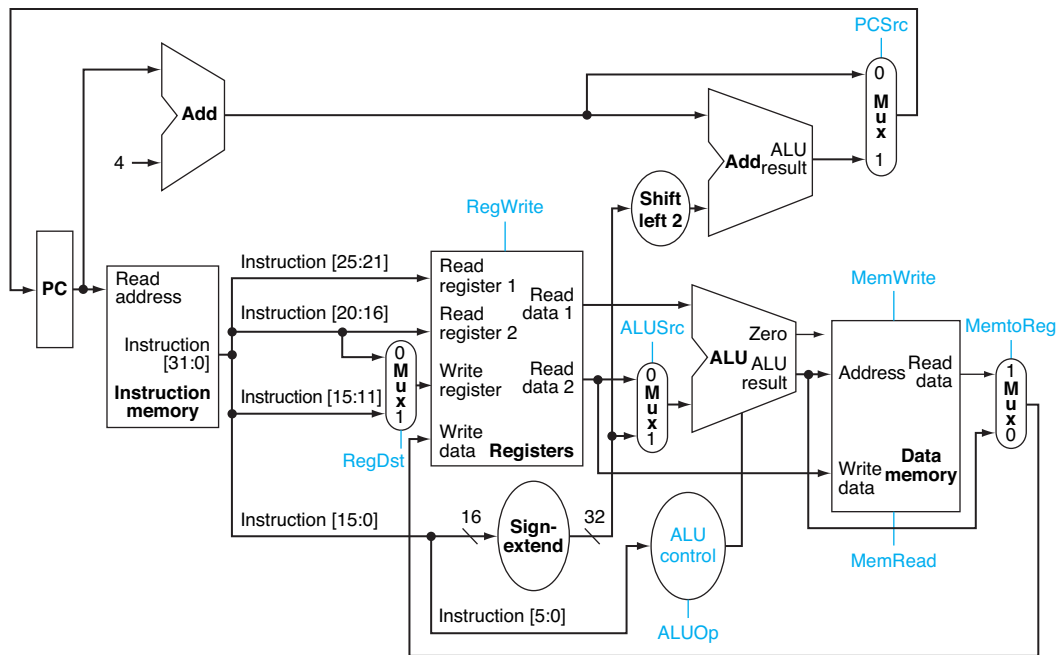 PCSrc
0
M
u
x
1
Add
4
Add
ALU
result
Shift
left 2
RegWrite
PC
Read
address
Instruction
[31:0]
Instruction
memory
Instruction [25:21]
Instruction [20:16]
Instruction [15:11]
0
M
u
x
1
RegDst
Read
register 1
Read
register 2
Write
register
Write
data
Read
data 1
Read
data 2
Registers
ALUSrc
0
M
u
x
1
Zero
ALU
ALU
result
MemWrite
Address
Read
data
Write
data
Data
memory
MemRead
MemtoReg
1
M
u
x
0
Instruction [15:0]
16
Sign-
extend
32
ALU
control
ALUOp
Instruction [5:0]